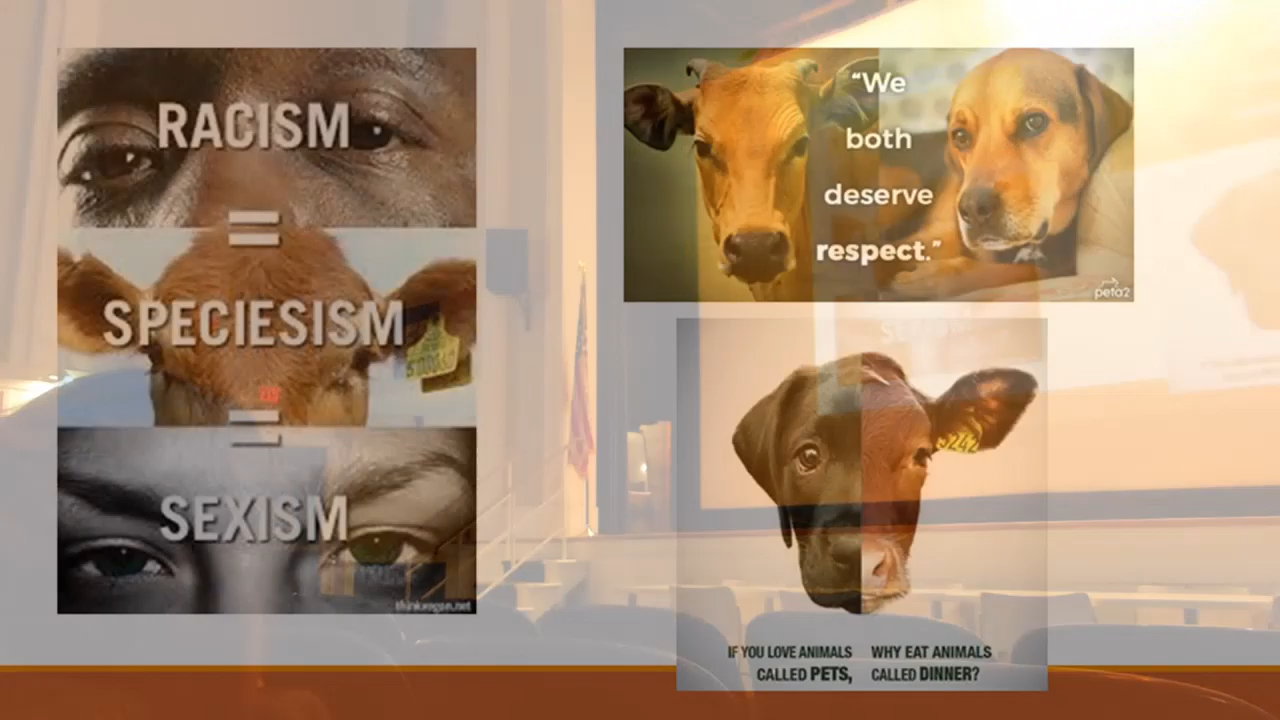 RACISM
=
SPECIESISM
=
SEXISM
thinkvegan.net
“We
both
deserve
respect.”
peta2
5242
IF YOU LOVE ANIMALS
CALLED PETS,
WHY EAT ANIMALS
CALLED DINNER?